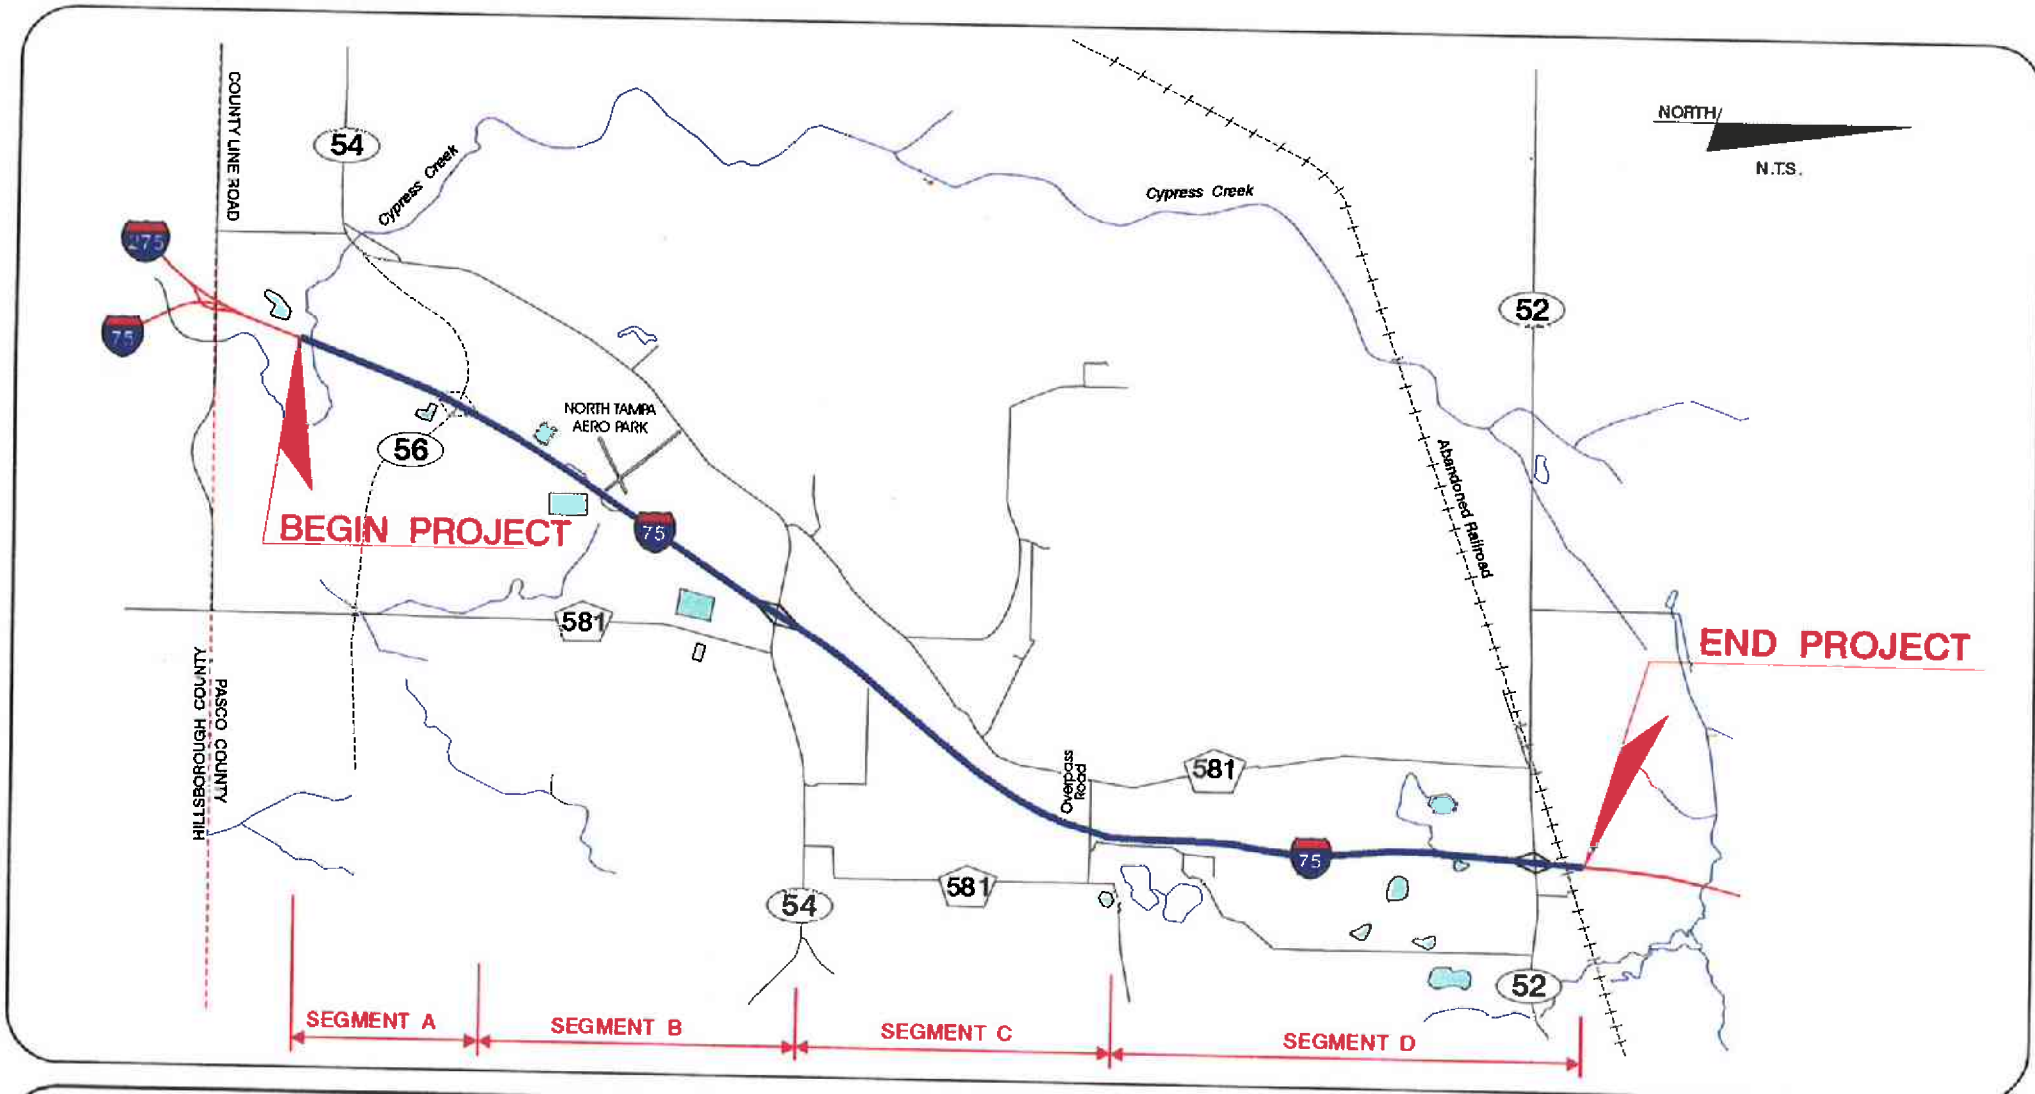 COUNTY LINE ROAD
54
Cypress Creek
NORTH
N.T.S.
Cypress Creek
275
75
52
NORTH TAMPA
AERO PARK
56
BEGIN PROJECT
75
Abandoned Railroad
581
END PROJECT
HILLSBOROUGH COUNTY
PASCO COUNTY
Overpass
Road
581
75
581
54
52
SEGMENT A
SEGMENT B
SEGMENT C
SEGMENT D